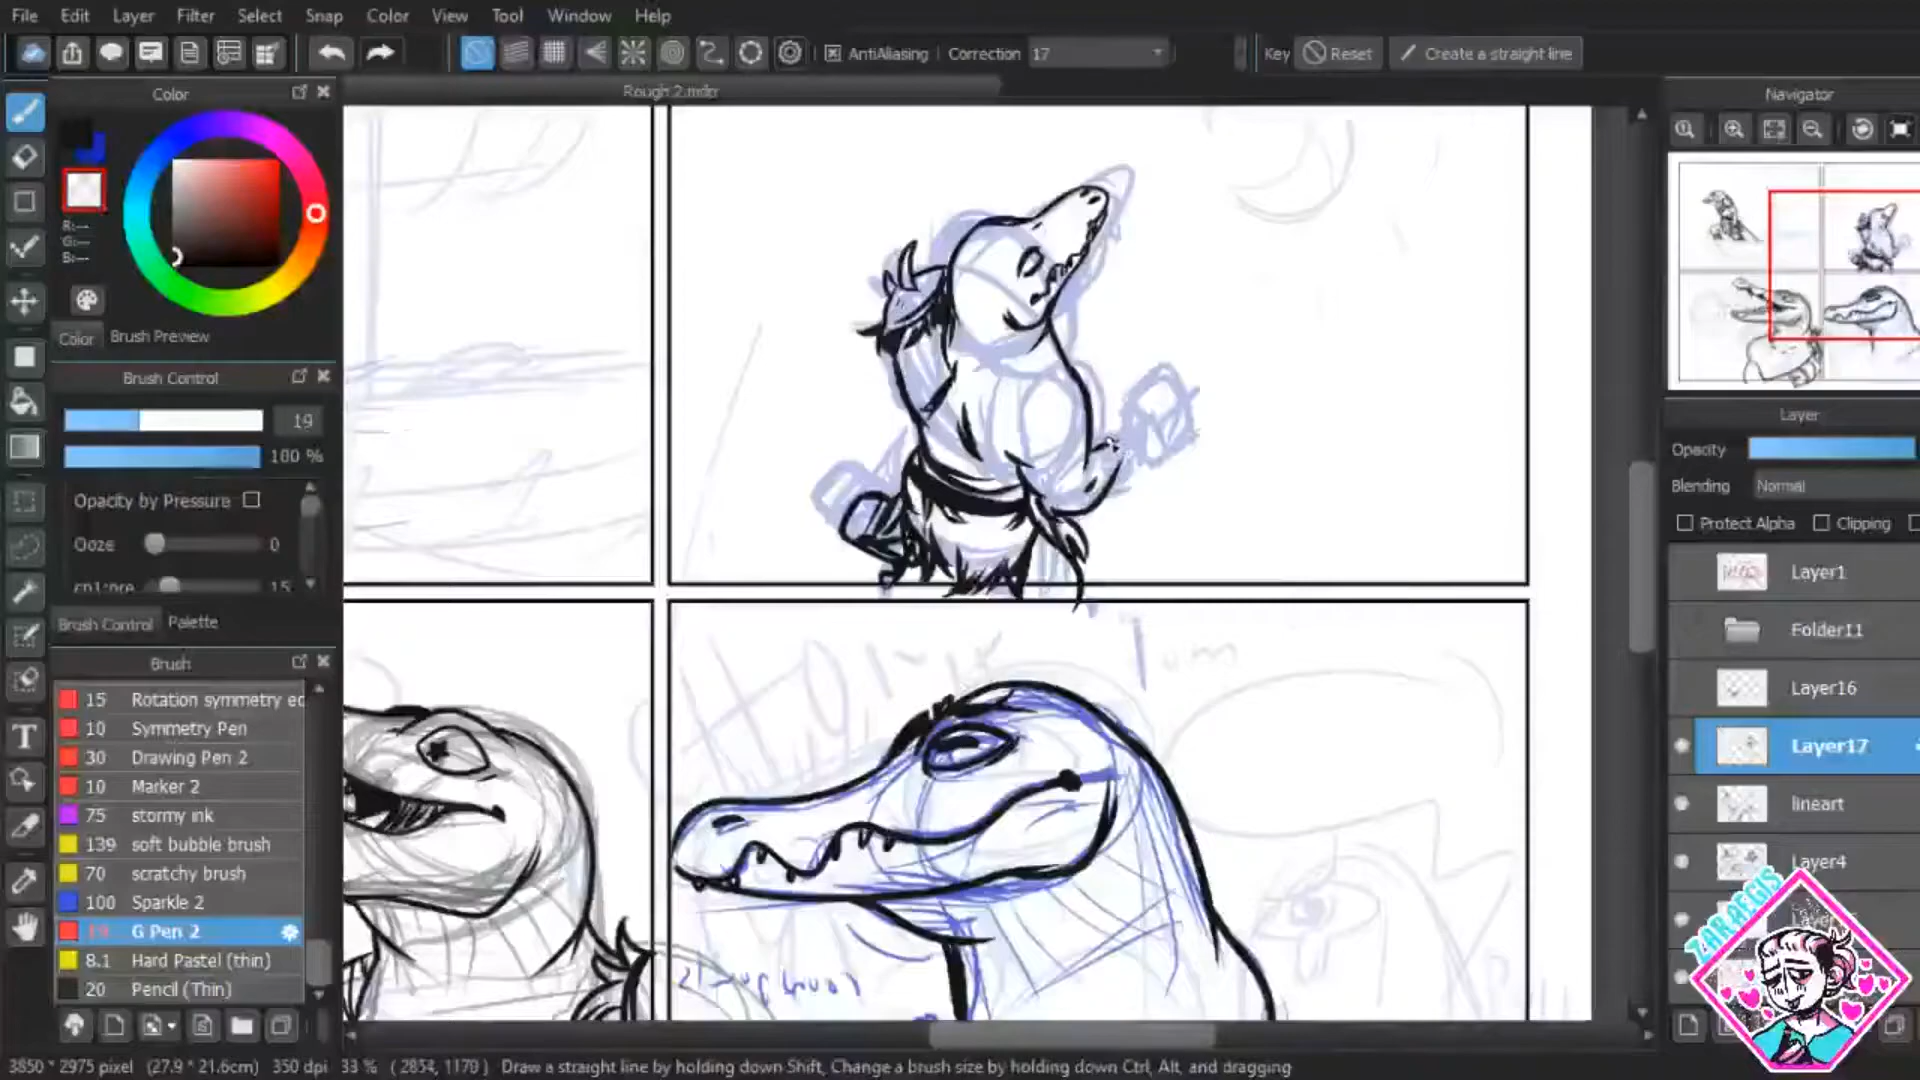 File Edit Layer Filter Select Snap Color View Tool Window Help
AntiAliasing Correction 17 Key Reset Create a straight line
Color
Rough 2.mdp
Navigator
R:---
G:---
B:---
Color Brush Preview
Brush Control
19
100 %
Opacity by Pressure
Ooze 0
15
Brush Control Palette
Brush
15 Rotation symmetry
10 Symmetry Pen
30 Drawing Pen 2
10 Marker 2
75 stormy ink
139 soft bubble brush
70 scratchy brush
100 Sparkle 2
19 G Pen 2
8.1 Hard Pastel (thin)
20 Pencil (Thin)
Layer
Opacity
Blending Normal
Protect Alpha Clipping
Layer1
Folder11
Layer16
Layer17
lineart
Layer4
ZARAEGIS
3850 * 2975 pixel (27.9 * 21.6cm) 350 dpi 33 % ( 2854, 1170 ) Draw a straight line by holding down Shift, Change a brush size by holding down Ctrl, Alt, and dragging